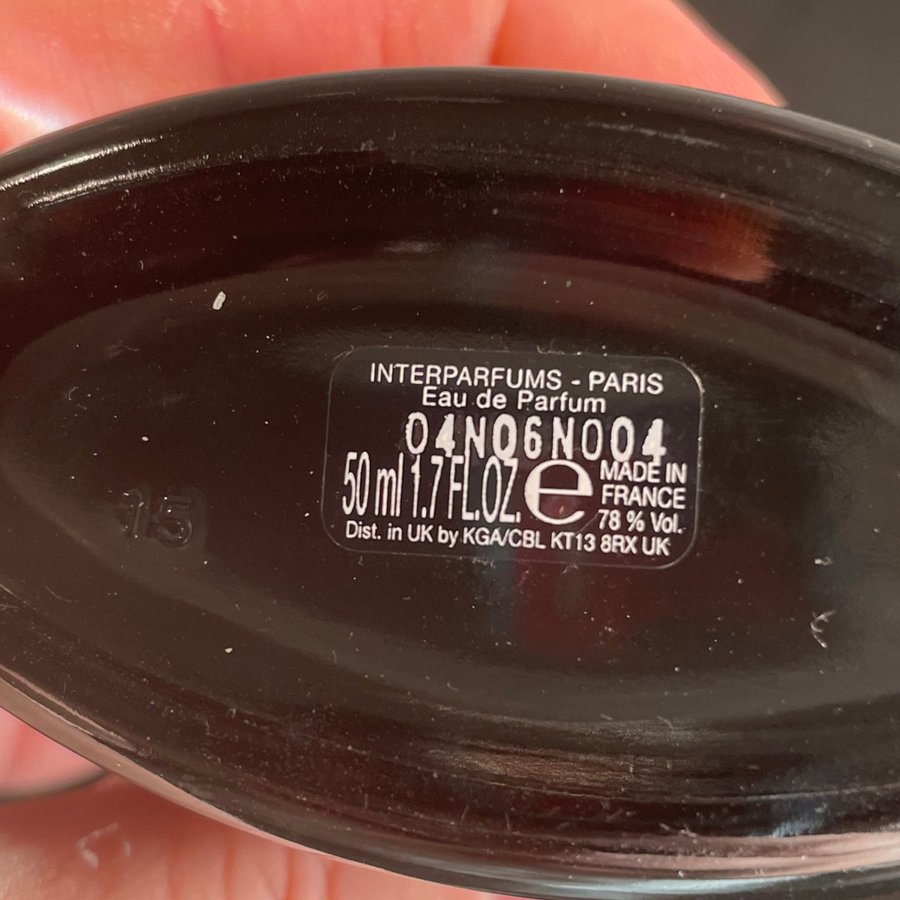 INTERPARFUMS - PARIS
Eau de Parfum
04N06N004
50 ml 1.7 FL.OZ. e MADE IN
FRANCE
78 % Vol.
Dist. in UK by KGA/CBL KT13 8RX UK
15